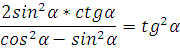 2sin²α * ctgα / cos²α − sin²α = tg²α